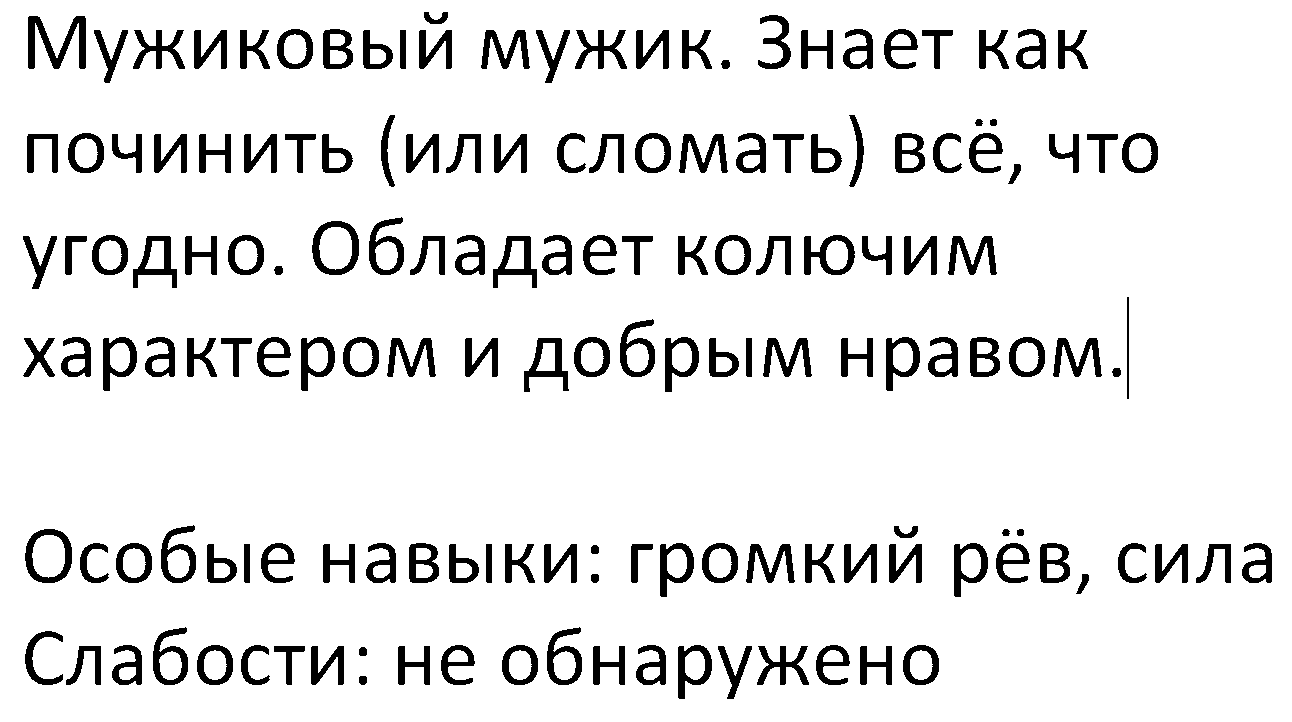 Мужиковый мужик. Знает как
починить (или сломать) всё, что
угодно. Обладает колючим
характером и добрым нравом.
Особые навыки: громкий рёв, сила
Слабости: не обнаружено